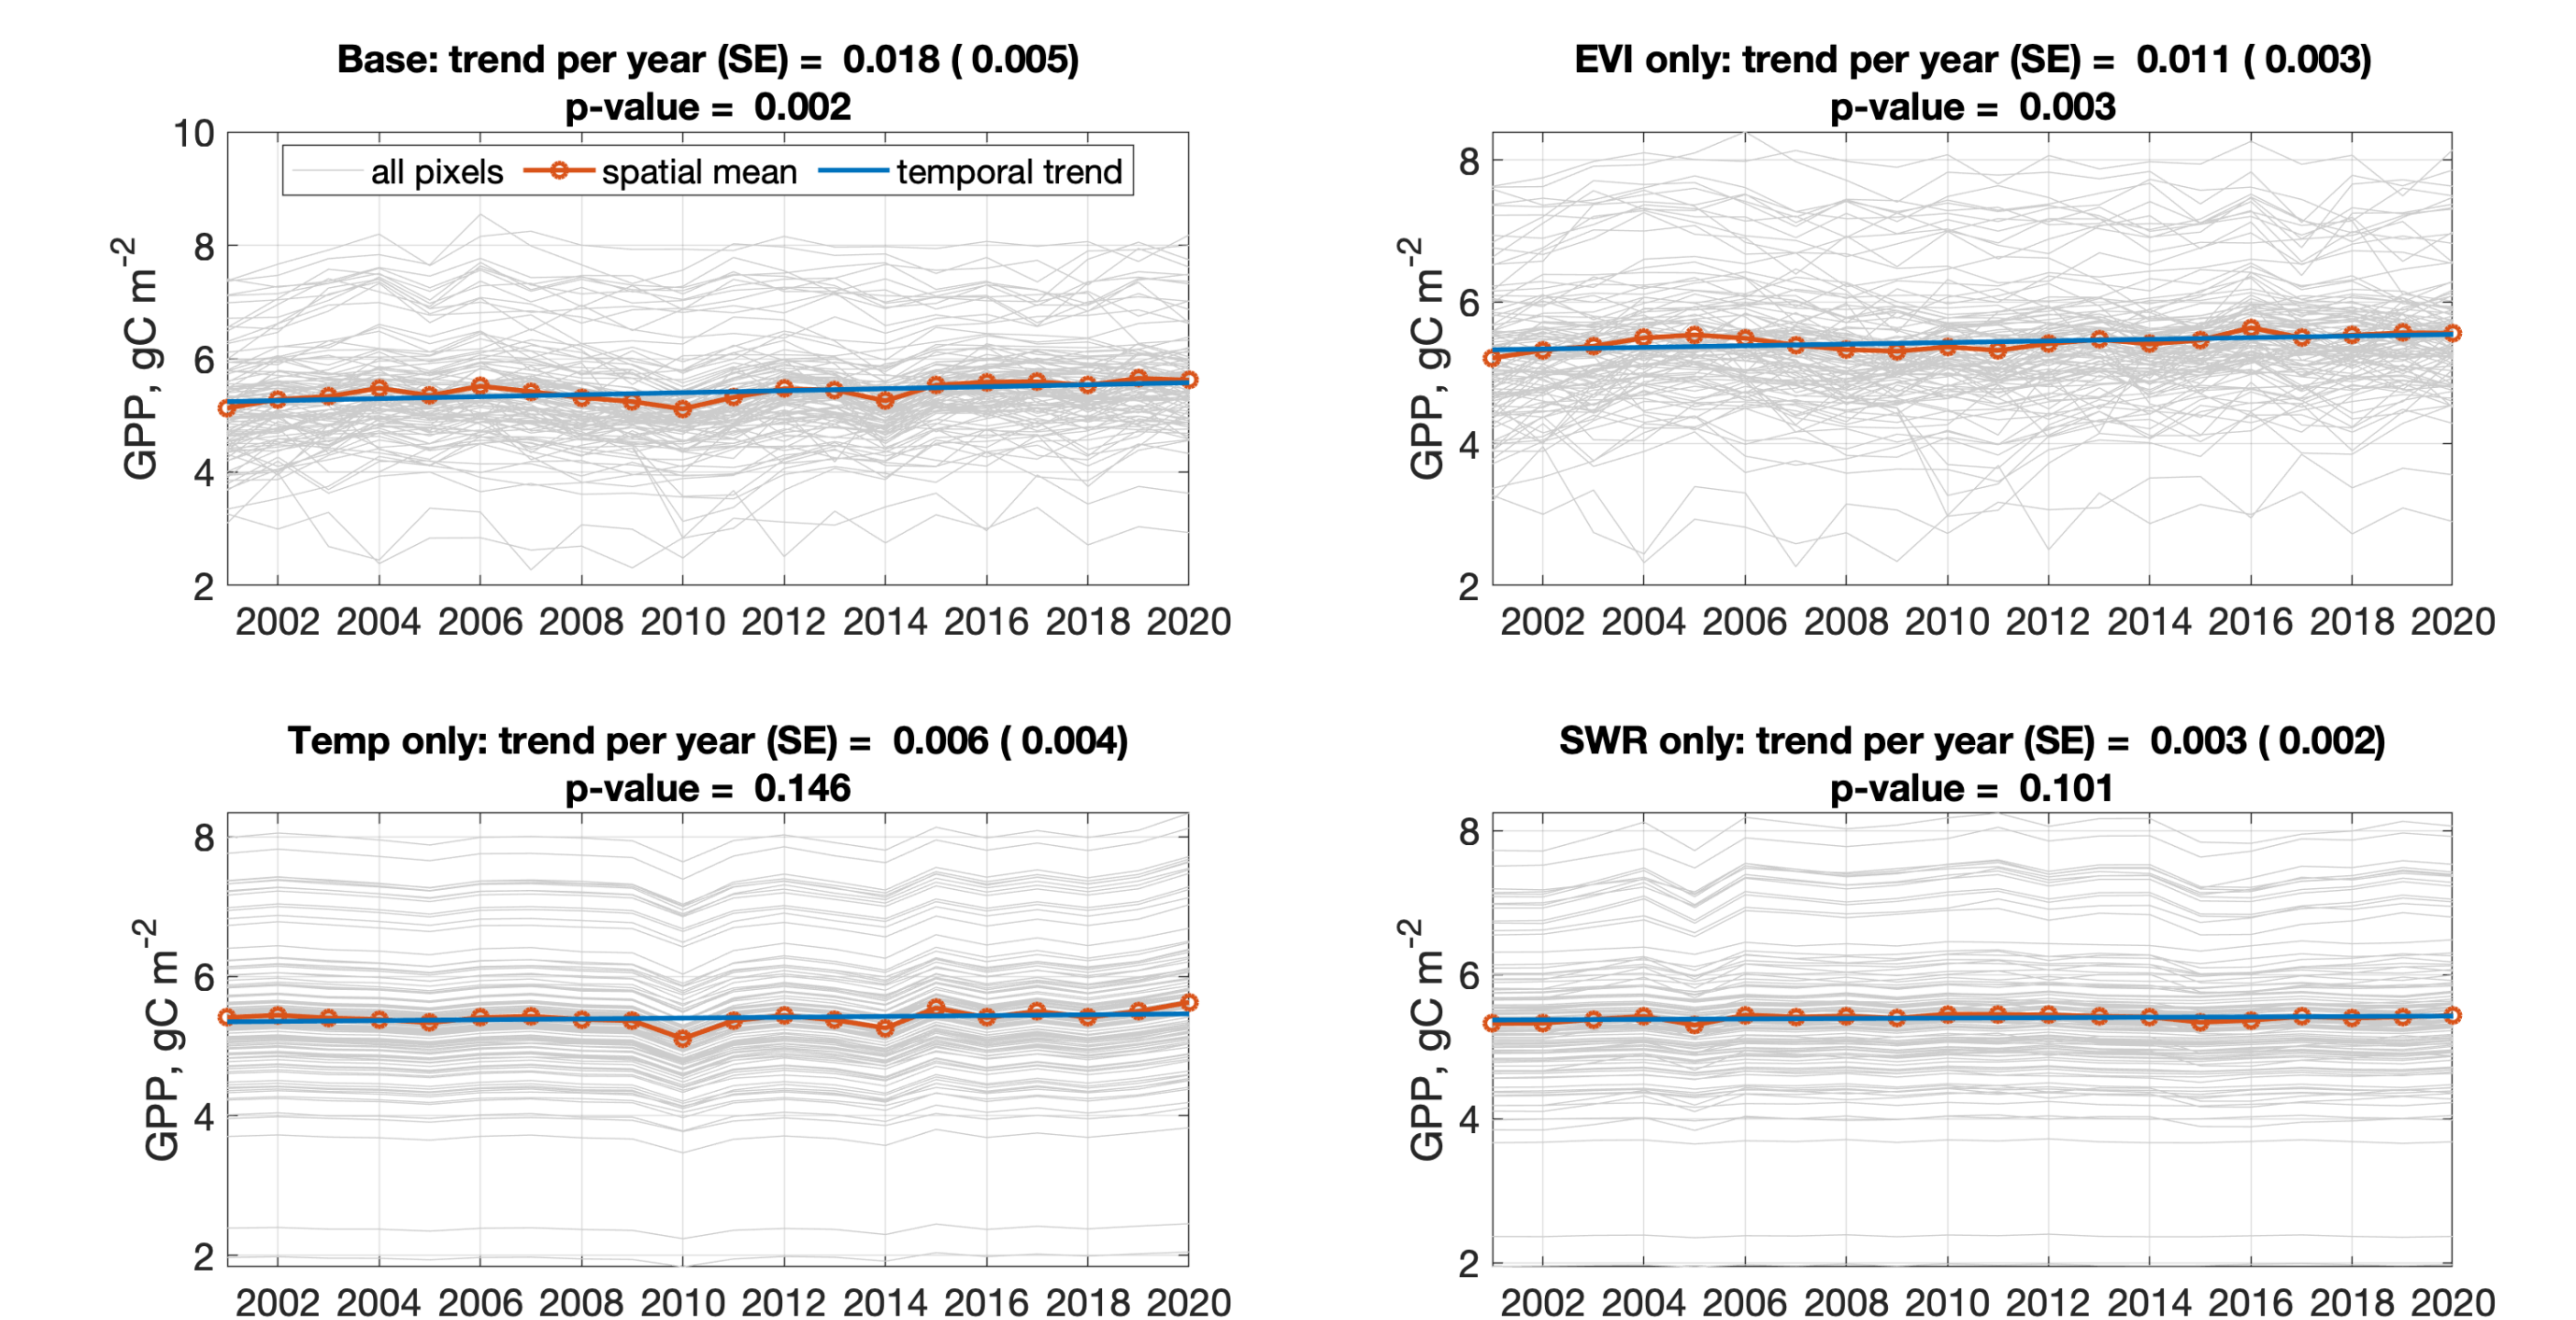 Base: trend per year (SE) = 0.018 ( 0.005)
p-value = 0.002
10
8
6
4
2
GPP, gC m-2
all pixels
spatial mean
temporal trend
2002 2004 2006 2008 2010 2012 2014 2016 2018 2020
EVI only: trend per year (SE) = 0.011 ( 0.003)
p-value = 0.003
8
6
4
2
GPP, gC m-2
2002 2004 2006 2008 2010 2012 2014 2016 2018 2020
Temp only: trend per year (SE) = 0.006 ( 0.004)
p-value = 0.146
8
6
4
2
GPP, gC m-2
2002 2004 2006 2008 2010 2012 2014 2016 2018 2020
SWR only: trend per year (SE) = 0.003 ( 0.002)
p-value = 0.101
8
6
4
2
GPP, gC m-2
2002 2004 2006 2008 2010 2012 2014 2016 2018 2020